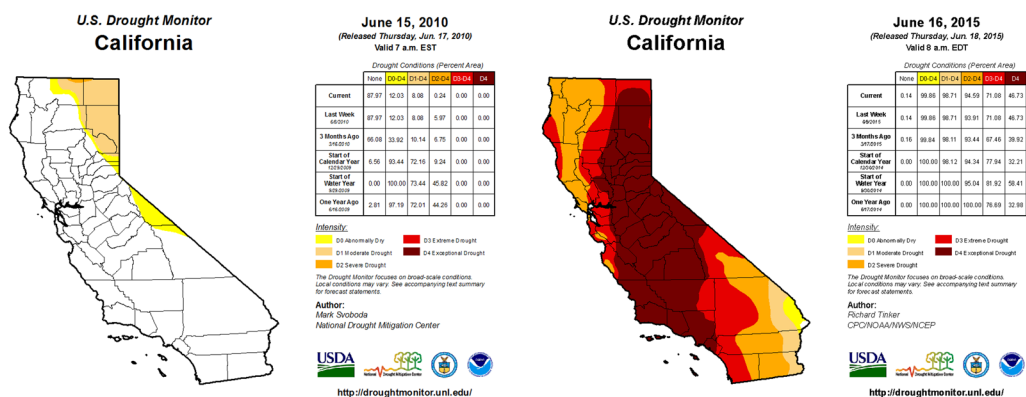 U.S. Drought Monitor
California
June 15, 2010
(Released Thursday, Jun. 17, 2010)
Valid 7 a.m. EST
Drought Conditions (Percent Area)
None D0-D4 D1-D4 D2-D4 D3-D4 D4
Current 87.97 12.03 8.08 0.24 0.00 0.00
Last Week 87.97 12.03 8.08 5.97 0.00 0.00
6/8/2010
3 Months Ago 66.08 33.92 10.14 6.75 0.00 0.00
3/16/2010
Start of
Calendar Year 6.56 93.44 72.16 9.24 0.00 0.00
Start of
Water Year 0.00 100.00 73.44 45.82 0.00 0.00
One Year Ago 2.81 97.19 72.01 44.26 0.00 0.00
Intensity:
D0 Abnormally Dry
D1 Moderate Drought
D2 Severe Drought
D3 Extreme Drought
D4 Exceptional Drought
The Drought Monitor focuses on broad-scale conditions.
Local conditions may vary. See accompanying text summary
for forecast statements.
Author:
Mark Svoboda
National Drought Mitigation Center
USDA
National Drought Mitigation Center
http://droughtmonitor.unl.edu/
U.S. Drought Monitor
California
June 16, 2015
(Released Thursday, Jun. 18, 2015)
Valid 8 a.m. EDT
Drought Conditions (Percent Area)
None D0-D4 D1-D4 D2-D4 D3-D4 D4
Current 0.14 99.86 98.71 94.59 71.08 46.73
Last Week 0.14 99.86 98.71 93.91 71.08 46.73
6/9/2015
3 Months Ago 0.16 99.84 98.11 93.44 67.46 39.92
Start of
Calendar Year 0.00 100.00 98.12 94.34 77.94 32.21
Start of
Water Year 0.00 100.00 100.00 95.04 81.92 58.41
One Year Ago 0.00 100.00 100.00 100.00 76.69 32.98
Intensity:
D0 Abnormally Dry
D1 Moderate Drought
D2 Severe Drought
D3 Extreme Drought
D4 Exceptional Drought
The Drought Monitor focuses on broad-scale conditions.
Local conditions may vary. See accompanying text summary
for forecast statements.
Author:
Richard Tinker
CPC/NOAA/NWS/NCEP
USDA
National Drought Mitigation Center
http://droughtmonitor.unl.edu/